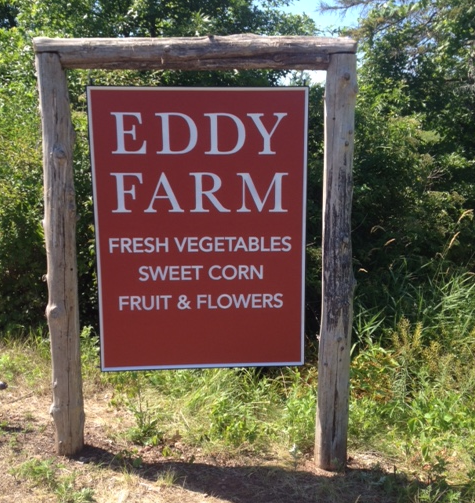 EDDY
FARM
FRESH VEGETABLES
SWEET CORN
FRUIT & FLOWERS